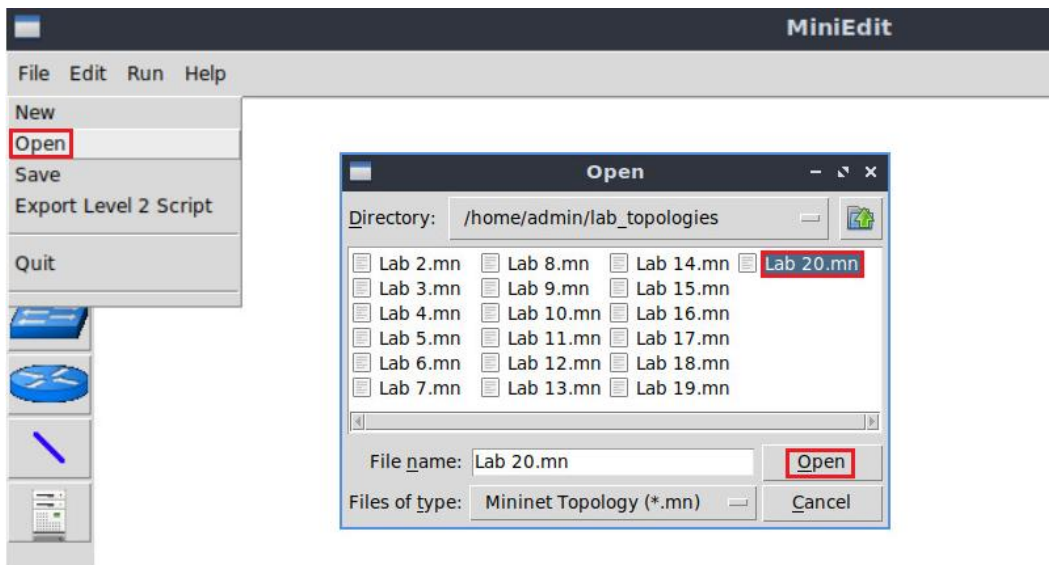 MiniEdit
File Edit Run Help
New
Open
Save
Export Level 2 Script
Quit
Open
Directory: /home/admin/lab_topologies
Lab 2.mn Lab 8.mn Lab 14.mn Lab 20.mn
Lab 3.mn Lab 9.mn Lab 15.mn
Lab 4.mn Lab 10.mn Lab 16.mn
Lab 5.mn Lab 11.mn Lab 17.mn
Lab 6.mn Lab 12.mn Lab 18.mn
Lab 7.mn Lab 13.mn Lab 19.mn
File name: Lab 20.mn Open
Files of type: Mininet Topology (*.mn) Cancel